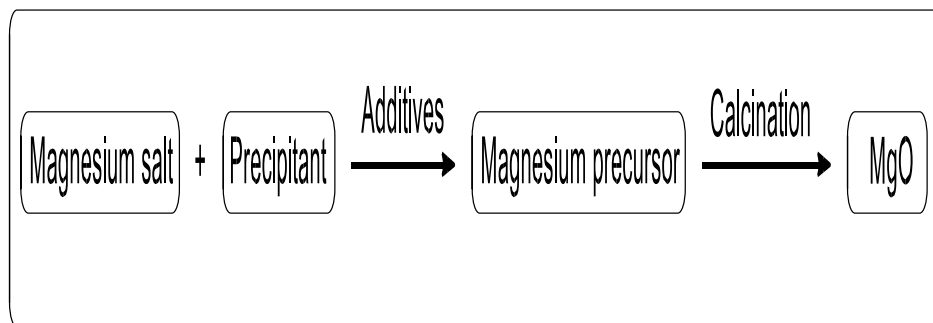 Additives
Calcination
Magnesium salt + Precipitant Magnesium precursor MgO